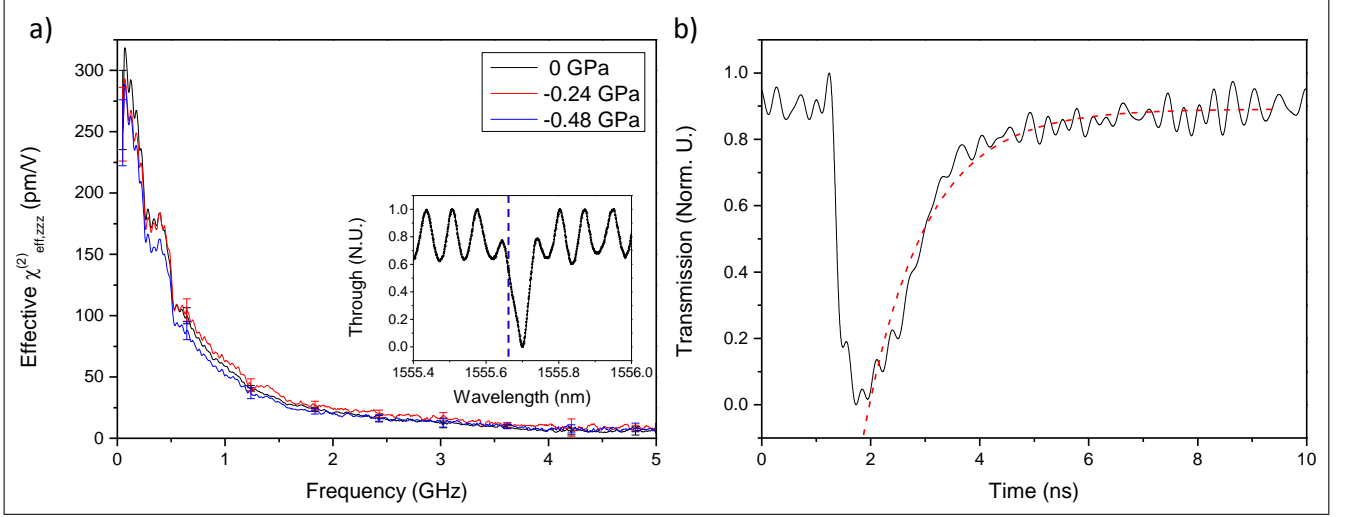 a)
300
250
200
150
100
50
0
Effective χ(2)eff,zzz (pm/V)
0 GPa
-0.24 GPa
-0.48 GPa
1.0
0.8
0.6
0.4
0.2
0.0
Through (N.U.)
1555.4 1555.6 1555.8 1556.0
Wavelength (nm)
0 1 2 3 4 5
Frequency (GHz)
b)
1.0
0.8
0.6
0.4
0.2
0.0
Transmission (Norm. U.)
0 2 4 6 8 10
Time (ns)